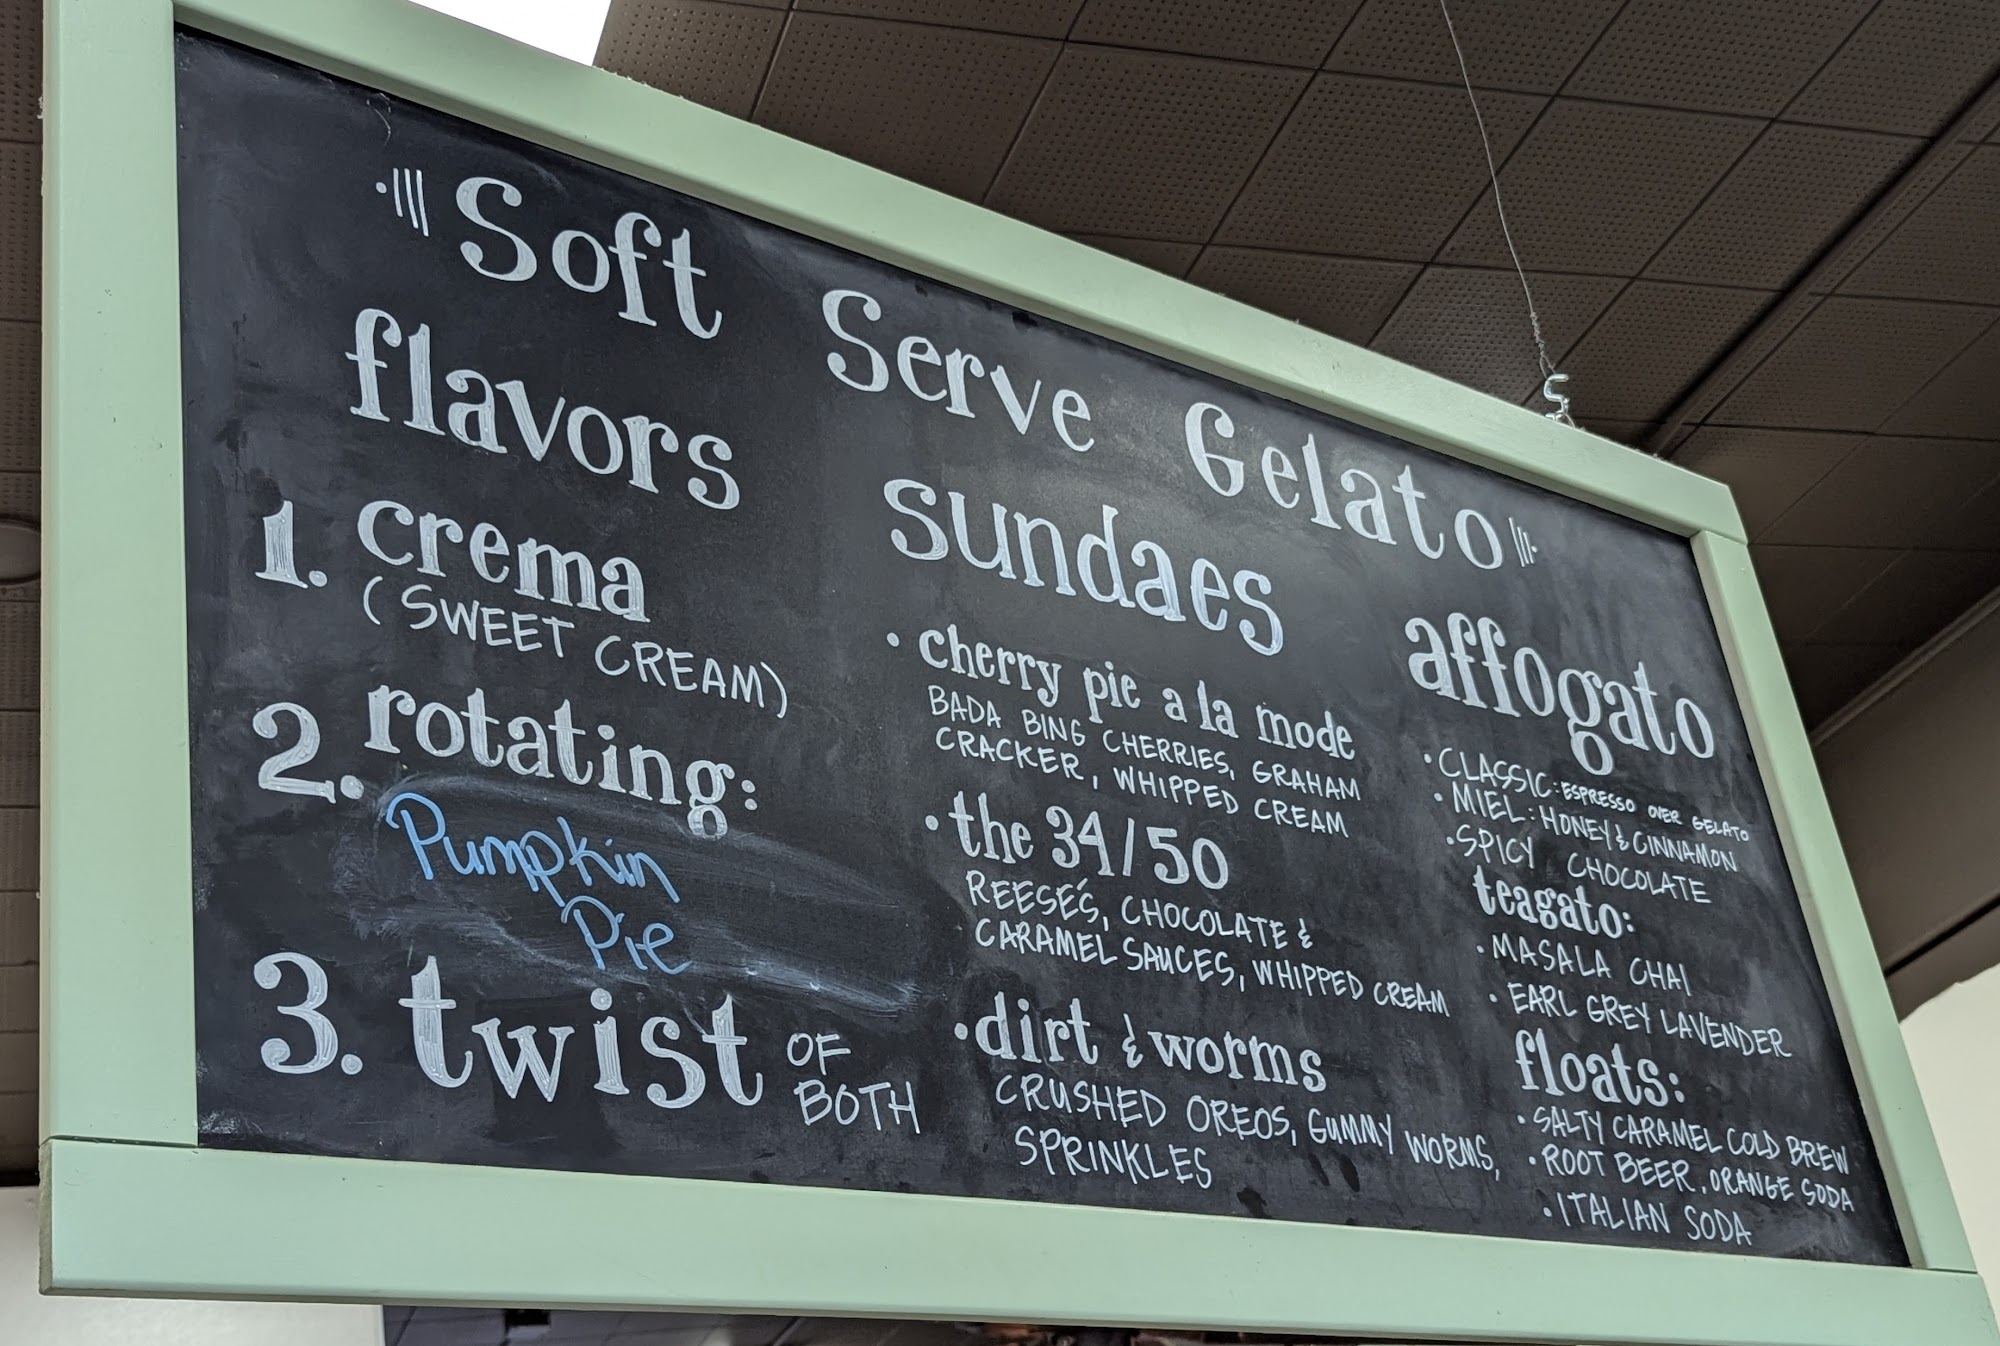 Soft Serve Gelato
flavors
1. crema
(SWEET CREAM)
2. rotating:
Pumpkin
Pie
3. twist OF
BOTH
sundaes
• cherry pie a la mode
BADA BING CHERRIES, GRAHAM
CRACKER, WHIPPED CREAM
• the 34/50
REESE'S, CHOCOLATE &
CARAMEL SAUCES, WHIPPED CREAM
• dirt & worms
CRUSHED OREOS, GUMMY WORMS,
SPRINKLES
affogato
• CLASSIC: ESPRESSO OVER GELATO
• MIEL: HONEY & CINNAMON
• SPICY CHOCOLATE
teagato:
• MASALA CHAI
• EARL GREY LAVENDER
floats:
• SALTY CARAMEL COLD BREW
• ROOT BEER, ORANGE SODA
• ITALIAN SODA